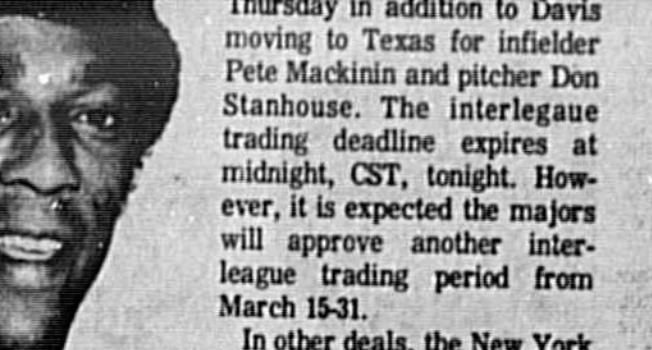 Thursday in addition to Davis
moving to Texas for infielder
Pete Mackinin and pitcher Don
Stanhouse. The interlegaue
trading deadline expires at
midnight, CST, tonight. How-
ever, it is expected the majors
will approve another inter-
league trading period from
March 15-31.
In other deals, the New York